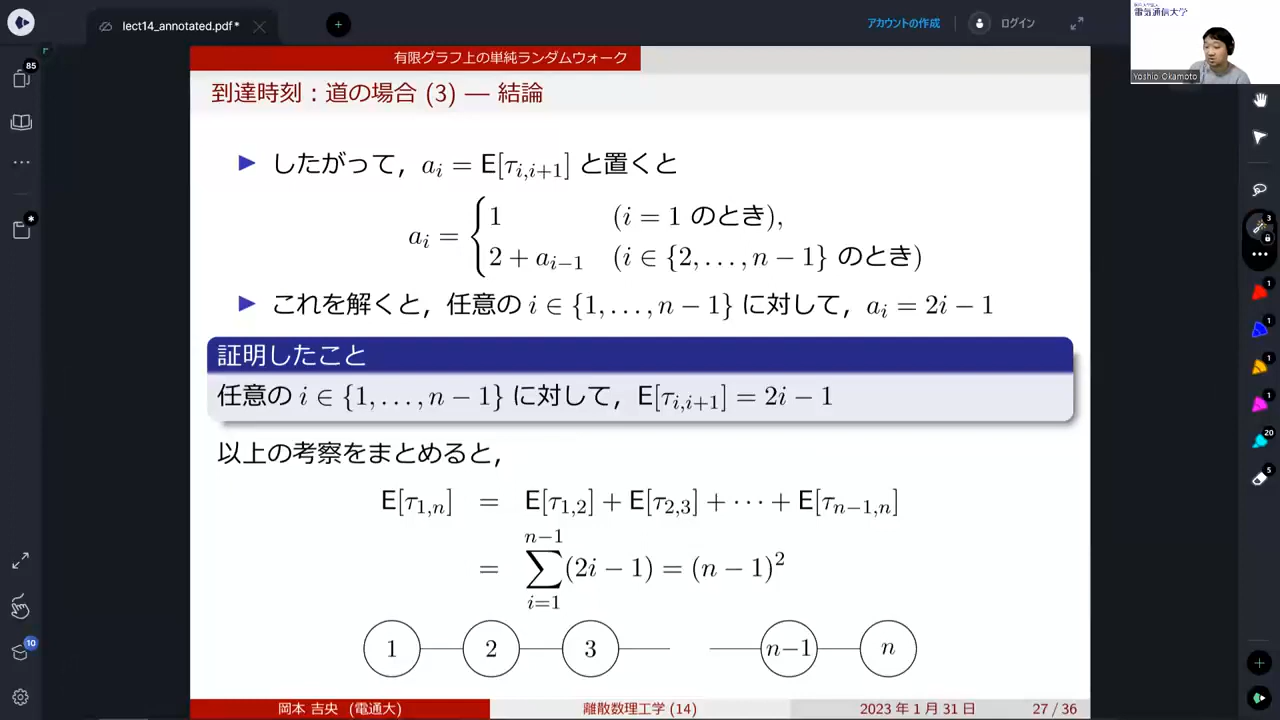 lect14_annotated.pdf*
アカウントの作成
ログイン
電気通信大学
Yoshio Okamoto
85
有限グラフ上の単純ランダムウォーク
到達時刻:道の場合 (3) — 結論
▶ したがって,a_i = E[τ_{i,i+1}] と置くと
a_i = { 1 (i = 1 のとき),
2 + a_{i−1} (i ∈ {2, . . . , n − 1} のとき)
▶ これを解くと,任意の i ∈ {1, . . . , n − 1} に対して,a_i = 2i − 1
証明したこと
任意の i ∈ {1, . . . , n − 1} に対して,E[τ_{i,i+1}] = 2i − 1
以上の考察をまとめると,
E[τ_{1,n}] = E[τ_{1,2}] + E[τ_{2,3}] + · · · + E[τ_{n−1,n}]
= ∑_{i=1}^{n−1} (2i − 1) = (n − 1)^2
1 2 3 n−1 n
岡本 吉央 (電通大) 離散数理工学 (14) 2023 年 1 月 31 日 27 / 36
10
3
1
1
1
1
20
5